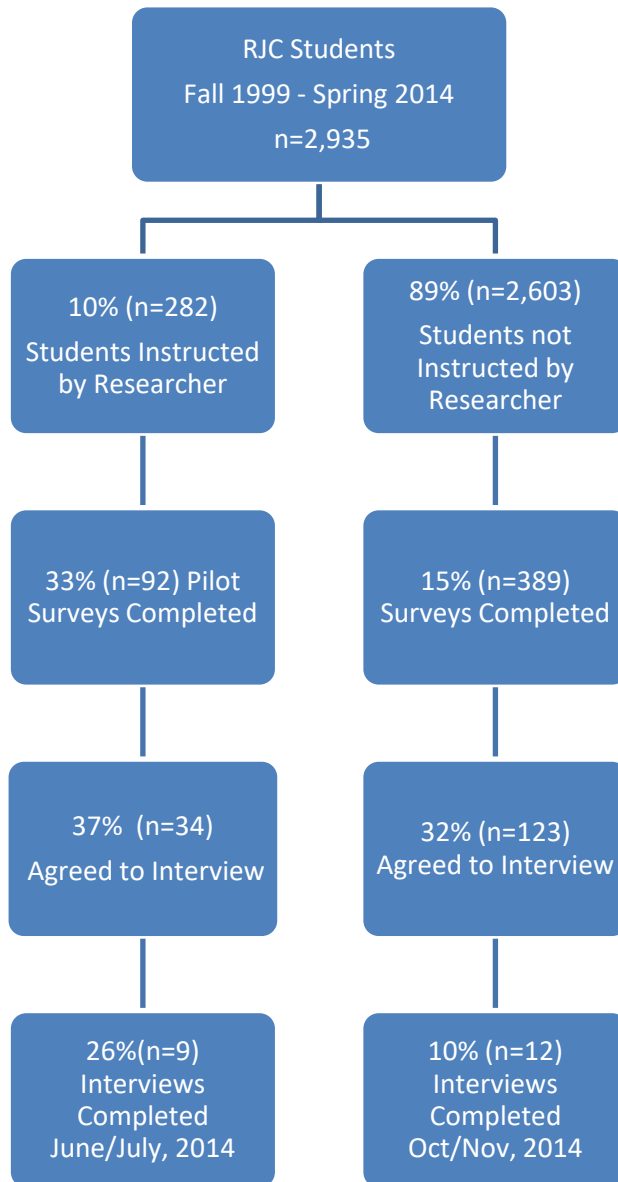 RJC Students
Fall 1999 - Spring 2014
n=2,935
10% (n=282)
Students Instructed
by Researcher
89% (n=2,603)
Students not
Instructed by
Researcher
33% (n=92) Pilot
Surveys Completed
15% (n=389)
Surveys Completed
37%  (n=34)
Agreed to Interview
32% (n=123)
Agreed to Interview
26%(n=9)
Interviews
Completed
June/July, 2014
10% (n=12)
Interviews
Completed
Oct/Nov, 2014